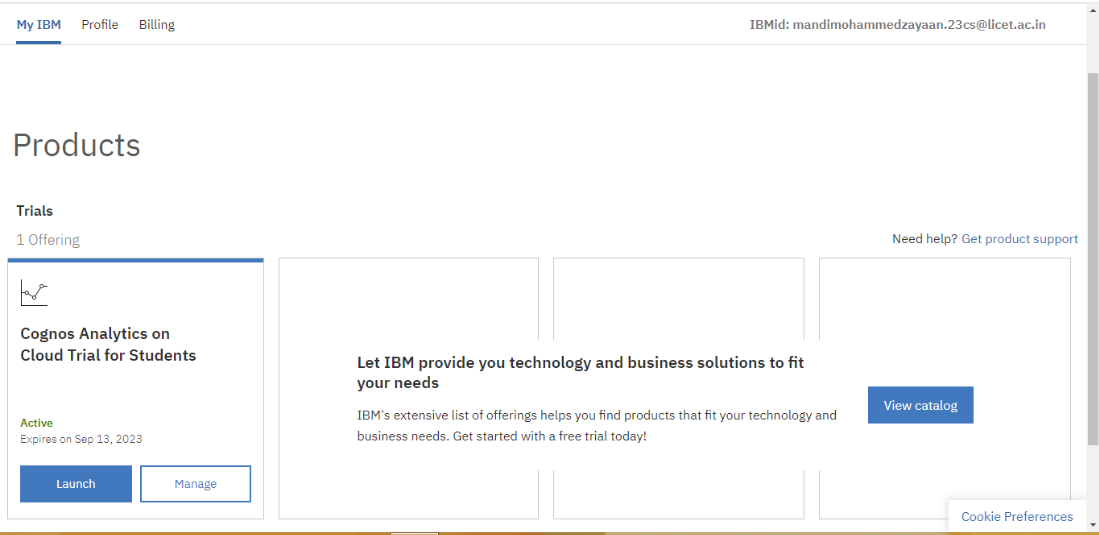 My IBM Profile Billing IBMid: mandimohammedzayaan.23cs@licet.ac.in
Products
Trials
1 Offering
Need help? Get product support
Cognos Analytics on
Cloud Trial for Students
Active
Expires on Sep 13, 2023
Launch Manage
Let IBM provide you technology and business solutions to fit
your needs
IBM's extensive list of offerings helps you find products that fit your technology and
business needs. Get started with a free trial today!
View catalog
Cookie Preferences